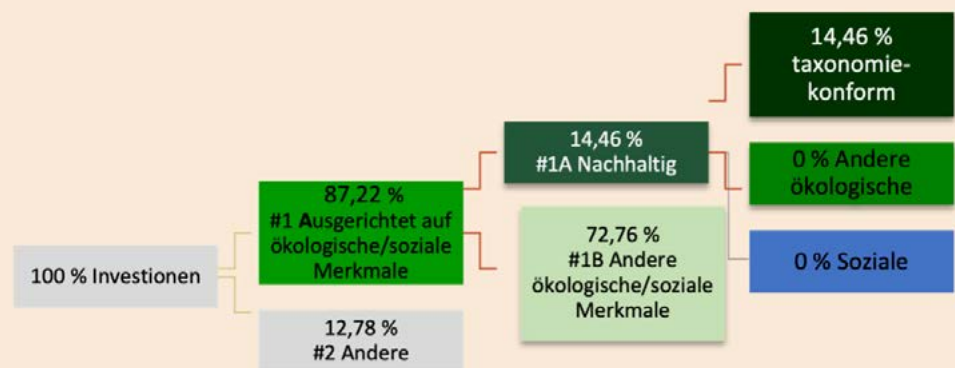 100 % Investionen
87,22 %
#1 Ausgerichtet auf
ökologische/soziale
Merkmale
12,78 %
#2 Andere
14,46 %
#1A Nachhaltig
72,76 %
#1B Andere
ökologische/soziale
Merkmale
14,46 %
taxonomie-
konform
0 % Andere
ökologische
0 % Soziale